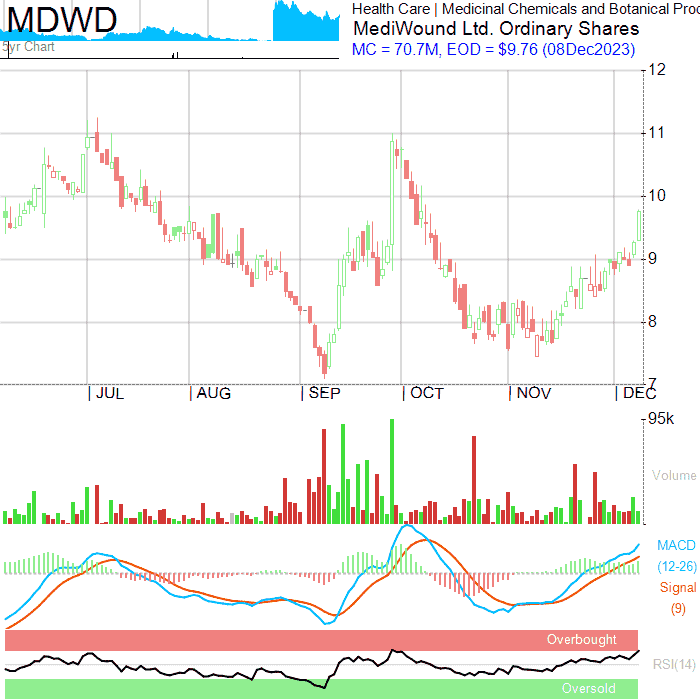 MDWD
5yr Chart
Health Care | Medicinal Chemicals and Botanical Proc
MediWound Ltd. Ordinary Shares
MC = 70.7M, EOD = $9.76 (08Dec2023)
12
11
10
9
8
7
| JUL | AUG | SEP | OCT | NOV | DEC
95k
Volume
MACD
(12-26)
Signal
(9)
Overbought
RSI(14)
Oversold